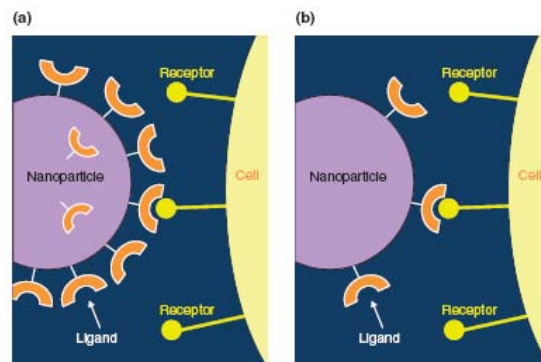 (a)
Receptor
Nanoparticle
Cell
Receptor
Ligand
(b)
Receptor
Nanoparticle
Cell
Receptor
Ligand